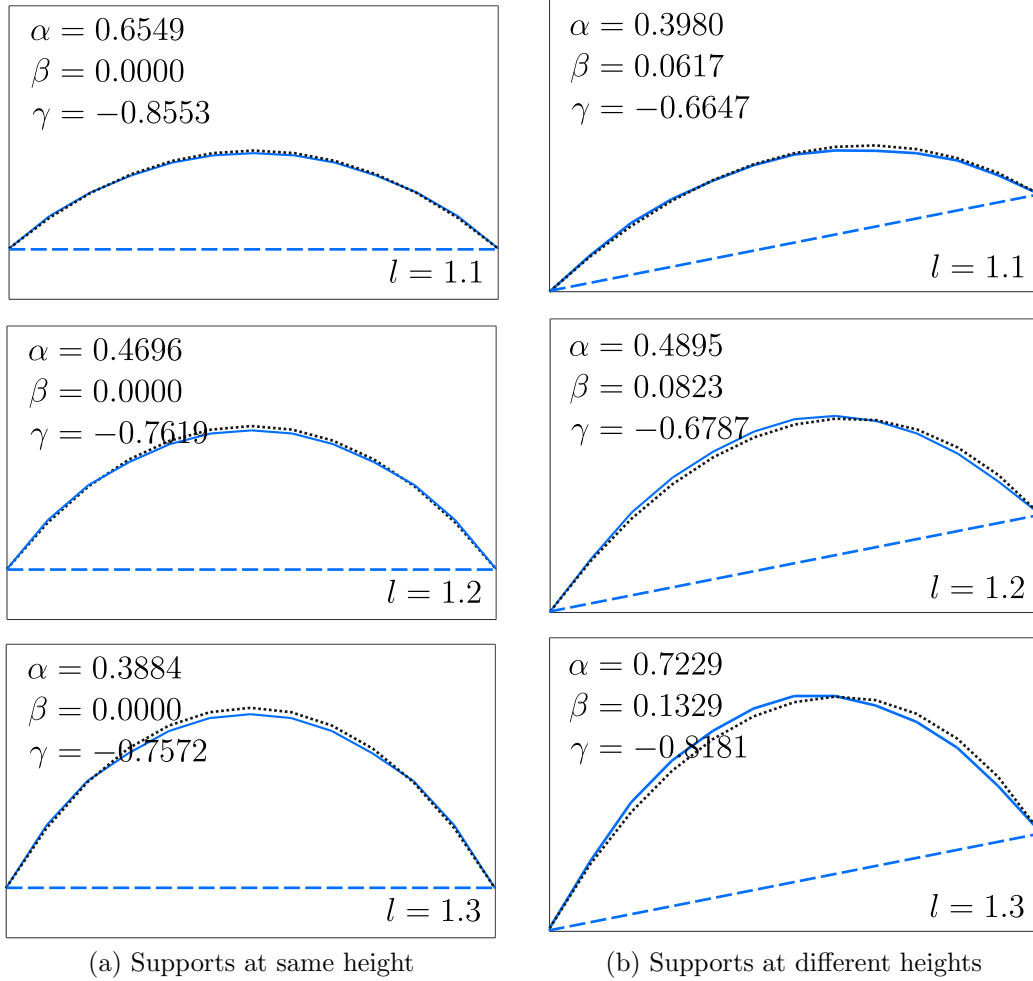 α = 0.6549
β = 0.0000
γ = −0.8553
l = 1.1
α = 0.4696
β = 0.0000
γ = −0.7619
l = 1.2
α = 0.3884
β = 0.0000
γ = −0.7572
l = 1.3
(a) Supports at same height
α = 0.3980
β = 0.0617
γ = −0.6647
l = 1.1
α = 0.4895
β = 0.0823
γ = −0.6787
l = 1.2
α = 0.7229
β = 0.1329
γ = −0.8181
l = 1.3
(b) Supports at different heights